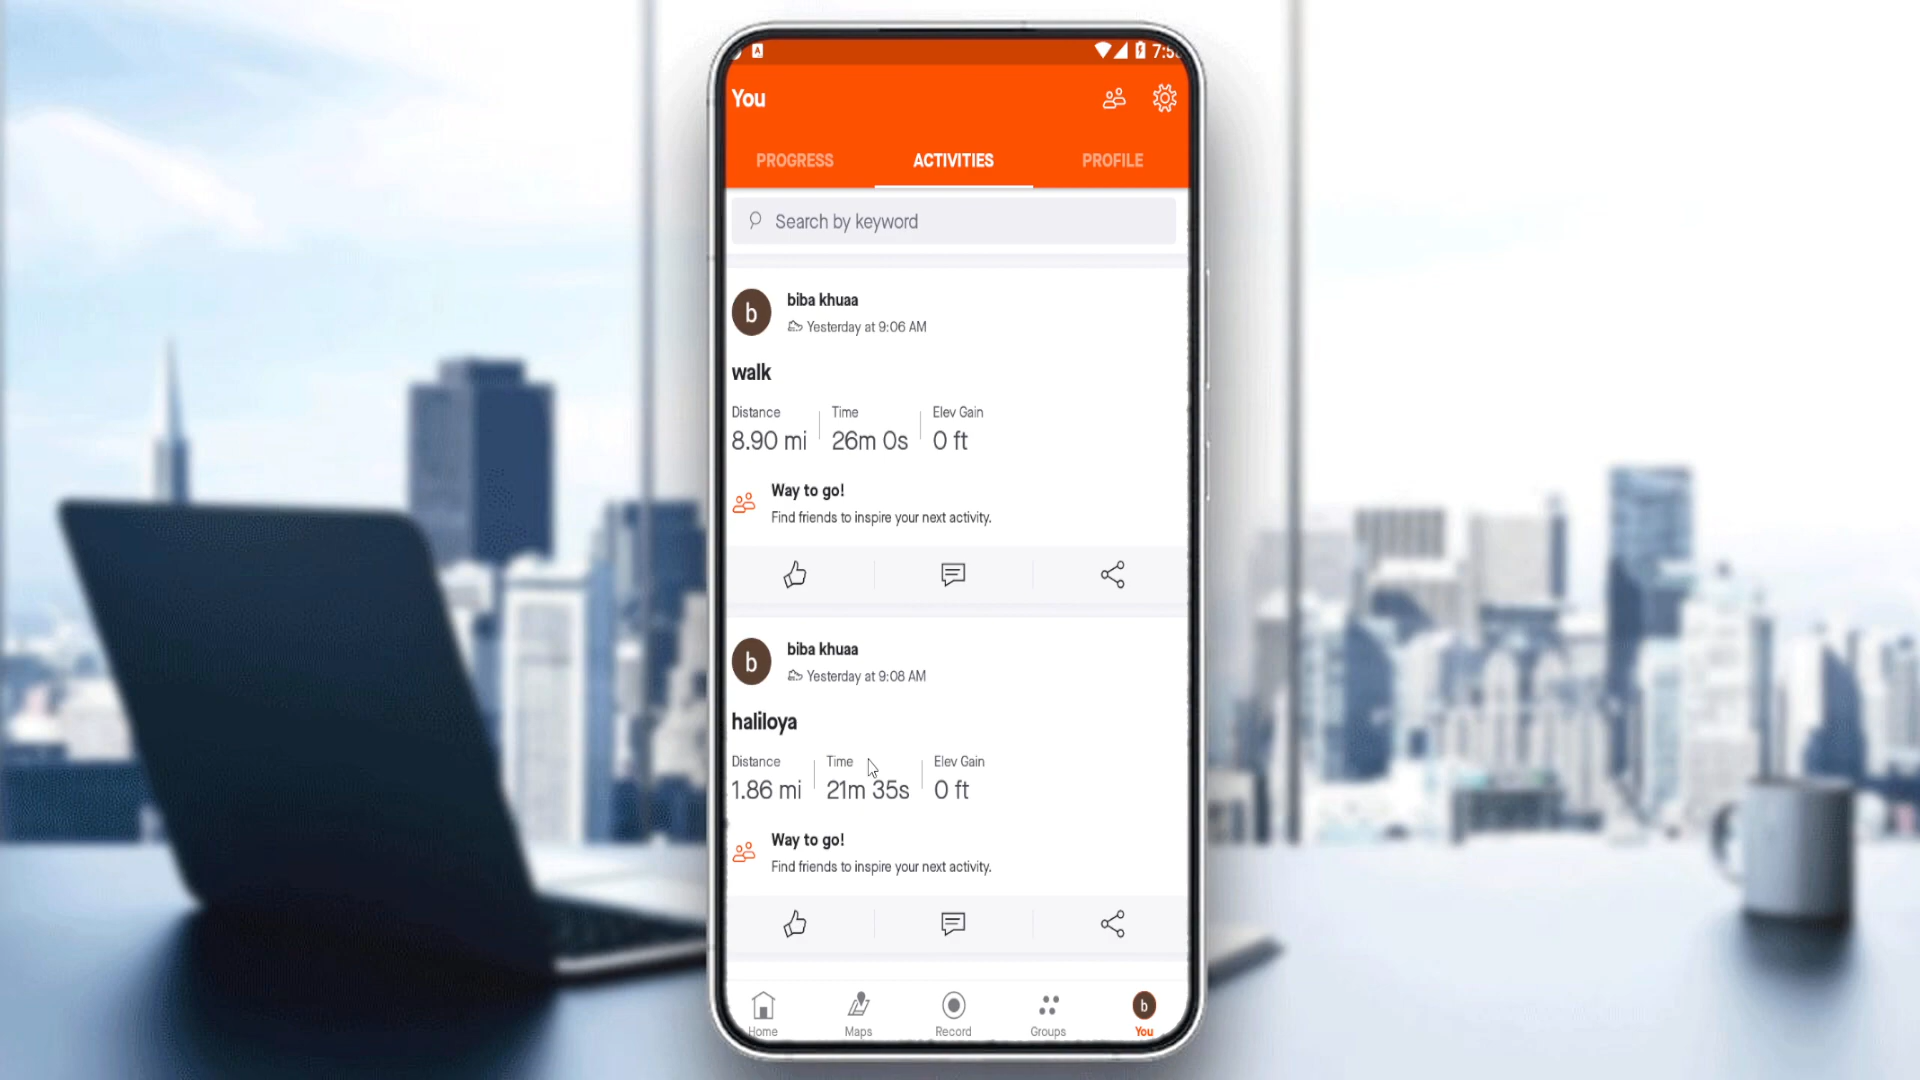 7:5
You
PROGRESS ACTIVITIES PROFILE
Search by keyword
b
biba khuaa
Yesterday at 9:06 AM
walk
Distance Time Elev Gain
8.90 mi 26m 0s 0 ft
Way to go!
Find friends to inspire your next activity.
b
biba khuaa
Yesterday at 9:08 AM
haliloya
Distance Time Elev Gain
1.86 mi 21m 35s 0 ft
Way to go!
Find friends to inspire your next activity.
b
Home Maps Record Groups You